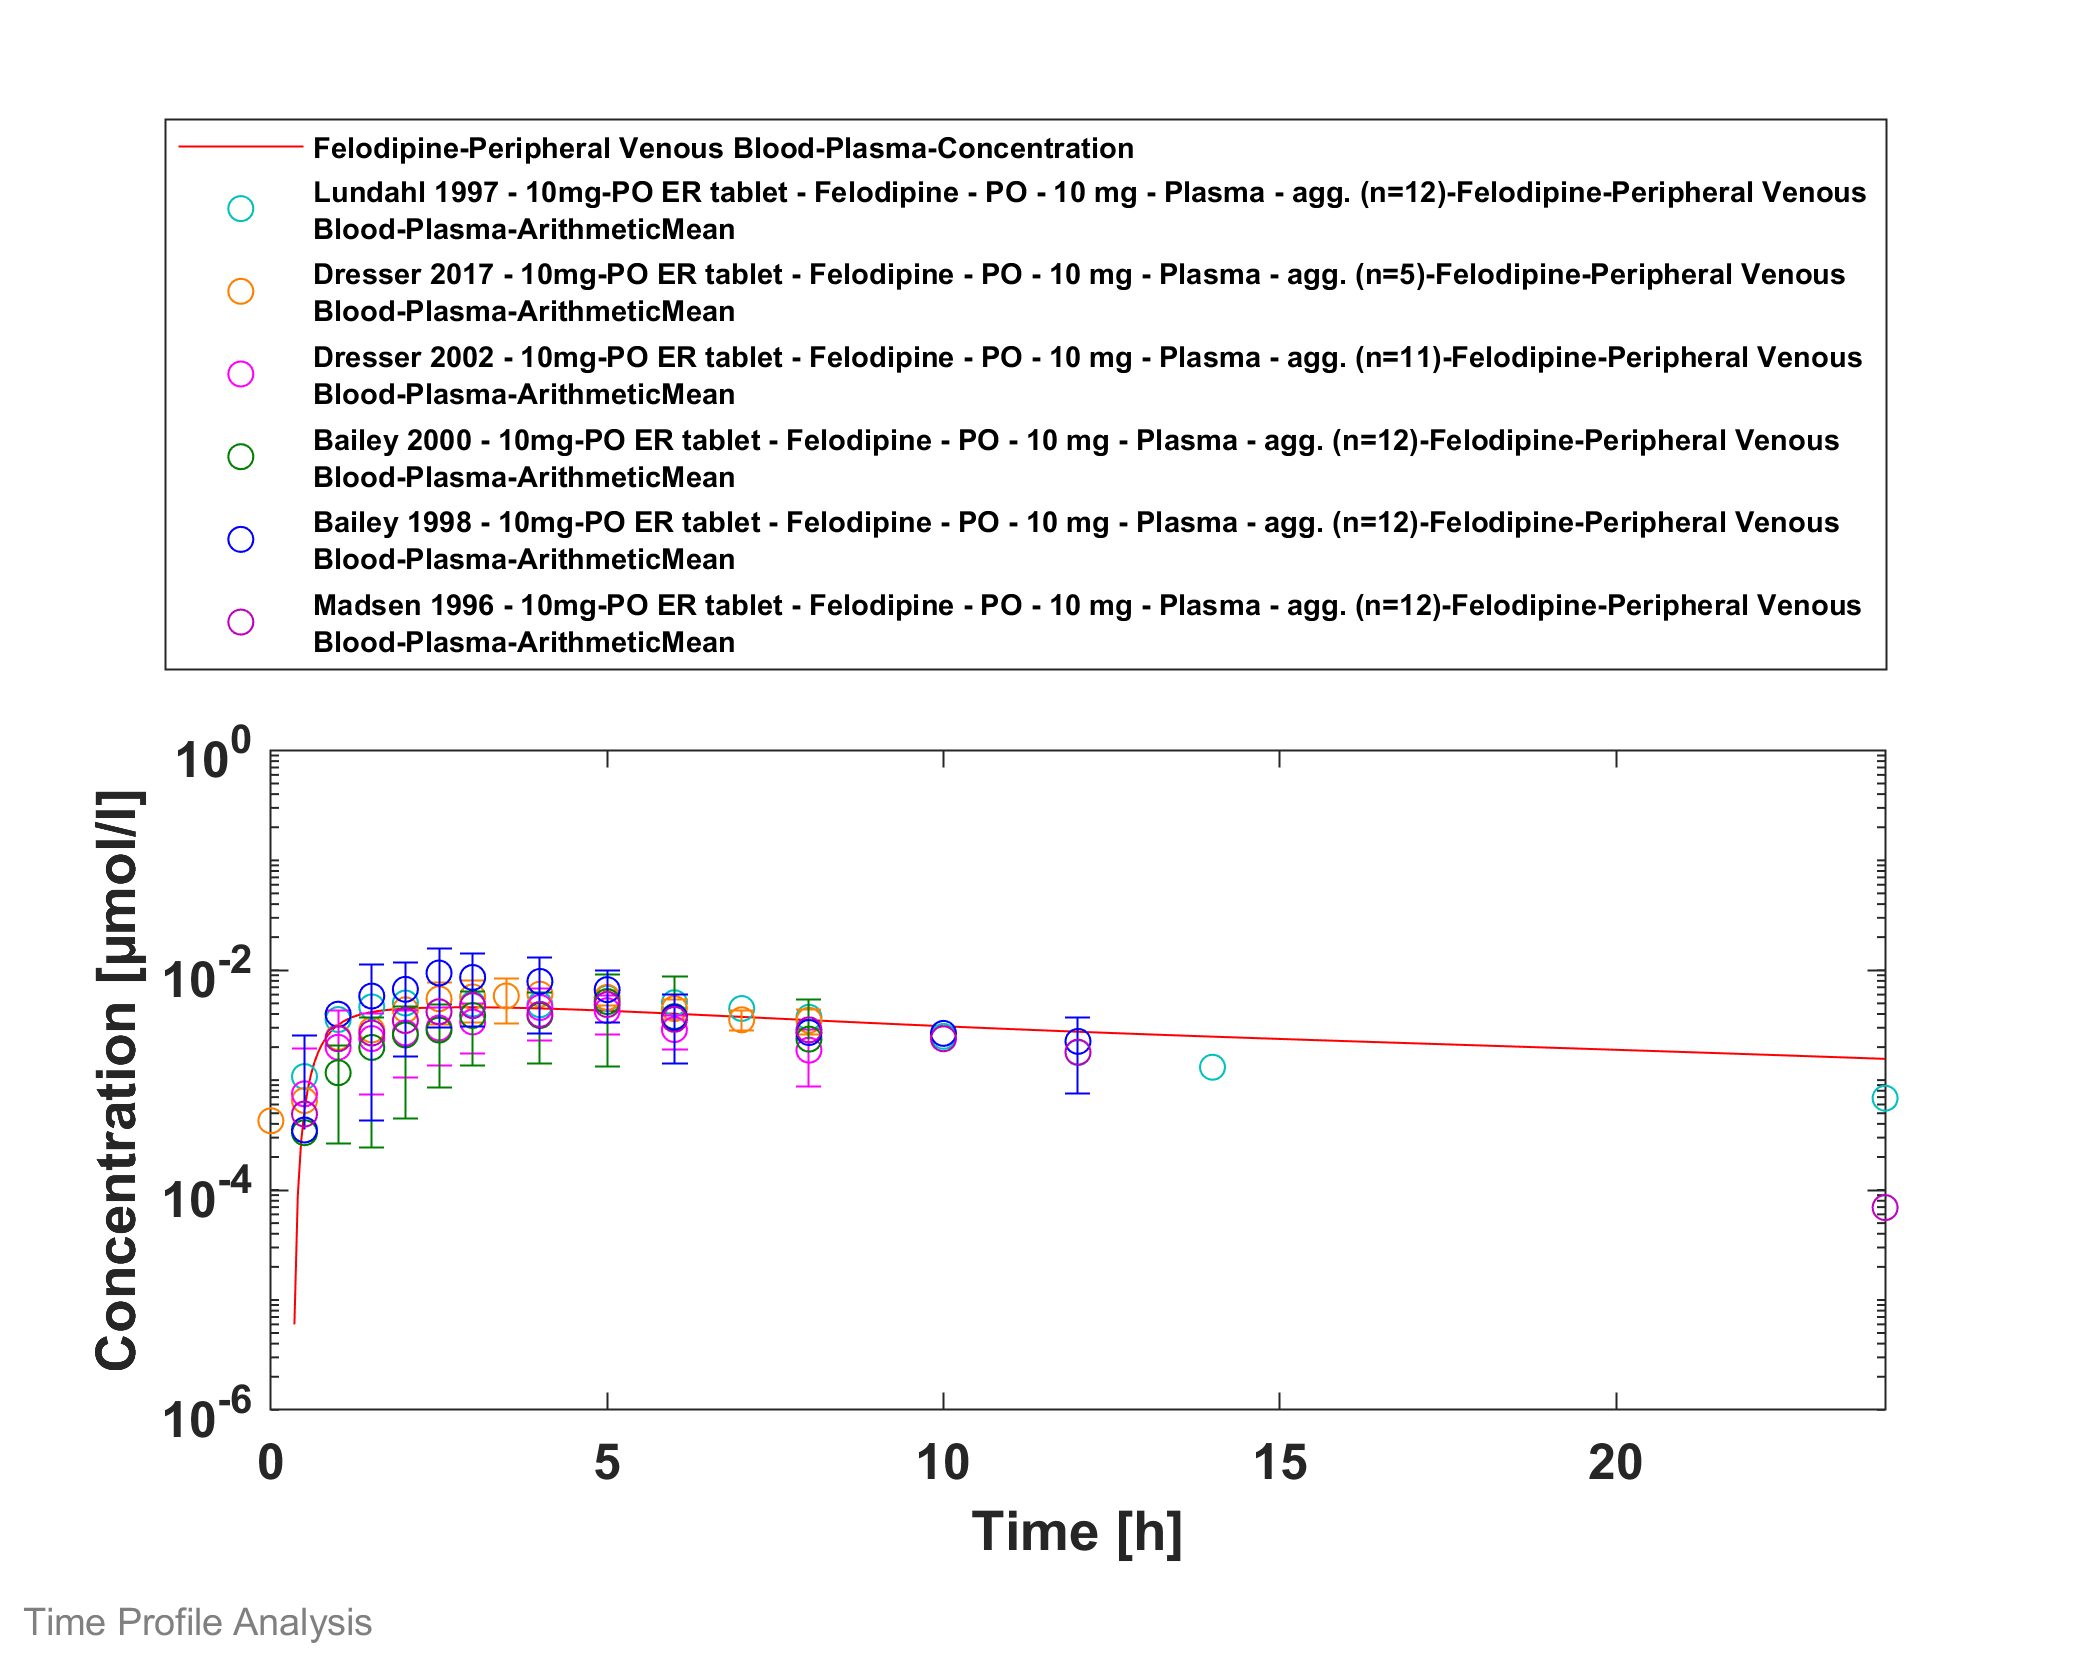 Felodipine-Peripheral Venous Blood-Plasma-Concentration
Lundahl 1997 - 10mg-PO ER tablet - Felodipine - PO - 10 mg - Plasma - agg. (n=12)-Felodipine-Peripheral Venous
Blood-Plasma-ArithmeticMean
Dresser 2017 - 10mg-PO ER tablet - Felodipine - PO - 10 mg - Plasma - agg. (n=5)-Felodipine-Peripheral Venous
Blood-Plasma-ArithmeticMean
Dresser 2002 - 10mg-PO ER tablet - Felodipine - PO - 10 mg - Plasma - agg. (n=11)-Felodipine-Peripheral Venous
Blood-Plasma-ArithmeticMean
Bailey 2000 - 10mg-PO ER tablet - Felodipine - PO - 10 mg - Plasma - agg. (n=12)-Felodipine-Peripheral Venous
Blood-Plasma-ArithmeticMean
Bailey 1998 - 10mg-PO ER tablet - Felodipine - PO - 10 mg - Plasma - agg. (n=12)-Felodipine-Peripheral Venous
Blood-Plasma-ArithmeticMean
Madsen 1996 - 10mg-PO ER tablet - Felodipine - PO - 10 mg - Plasma - agg. (n=12)-Felodipine-Peripheral Venous
Blood-Plasma-ArithmeticMean
Concentration [µmol/l]
10^0
10^-2
10^-4
10^-6
0 5 10 15 20
Time [h]
Time Profile Analysis